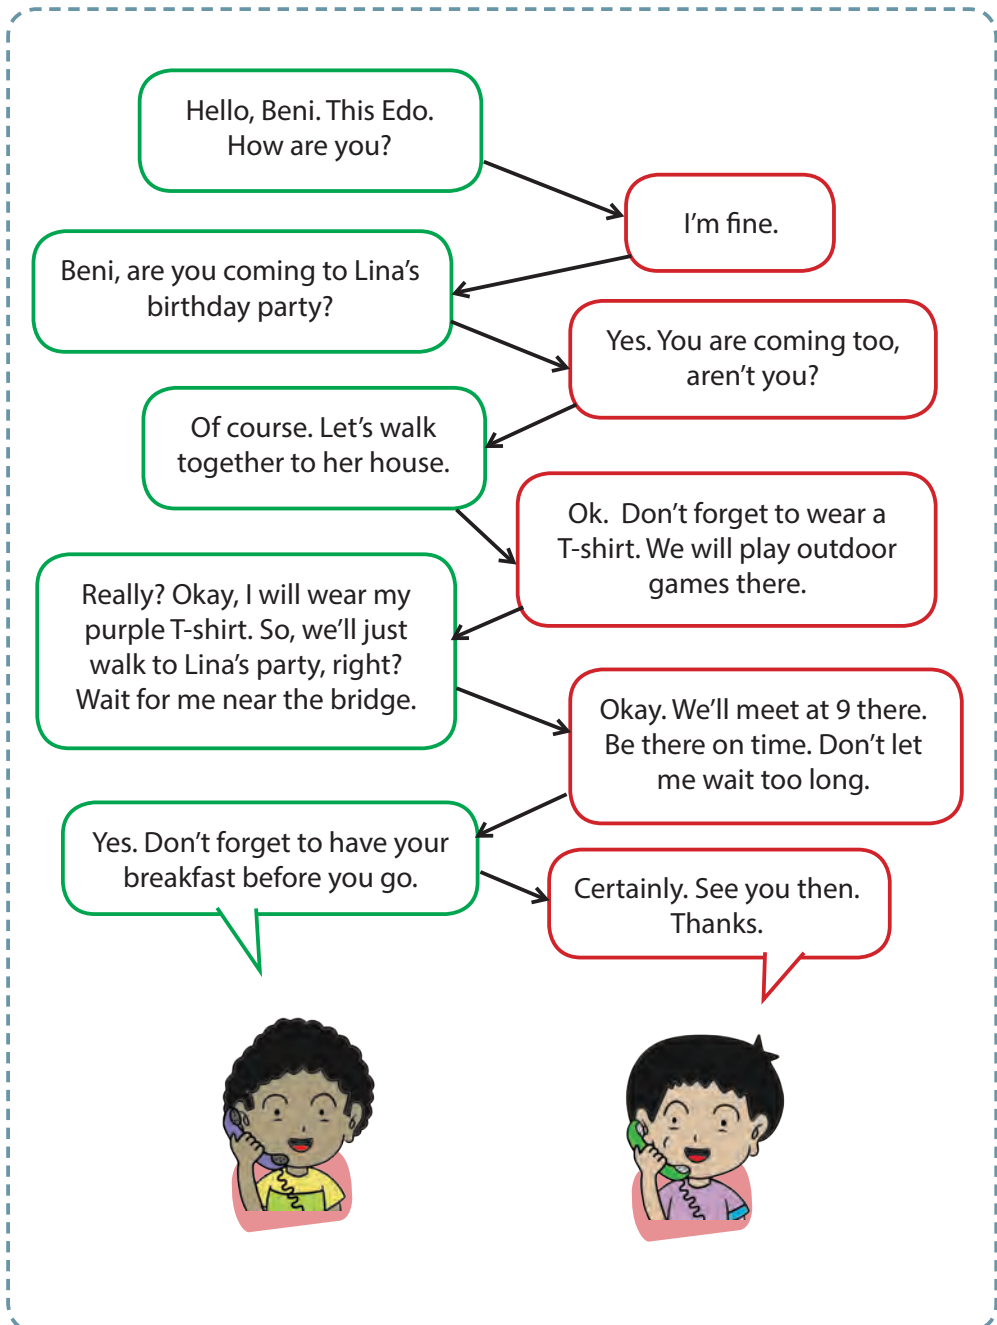 Hello, Beni. This Edo.
How are you?
I'm fine.
Beni, are you coming to Lina's
birthday party?
Yes. You are coming too,
aren't you?
Of course. Let's walk
together to her house.
Ok.  Don't forget to wear a
T-shirt. We will play outdoor
games there.
Really? Okay, I will wear my
purple T-shirt. So, we'll just
walk to Lina's party, right?
Wait for me near the bridge.
Okay. We'll meet at 9 there.
Be there on time. Don't let
me wait too long.
Yes. Don't forget to have your
breakfast before you go.
Certainly. See you then.
Thanks.